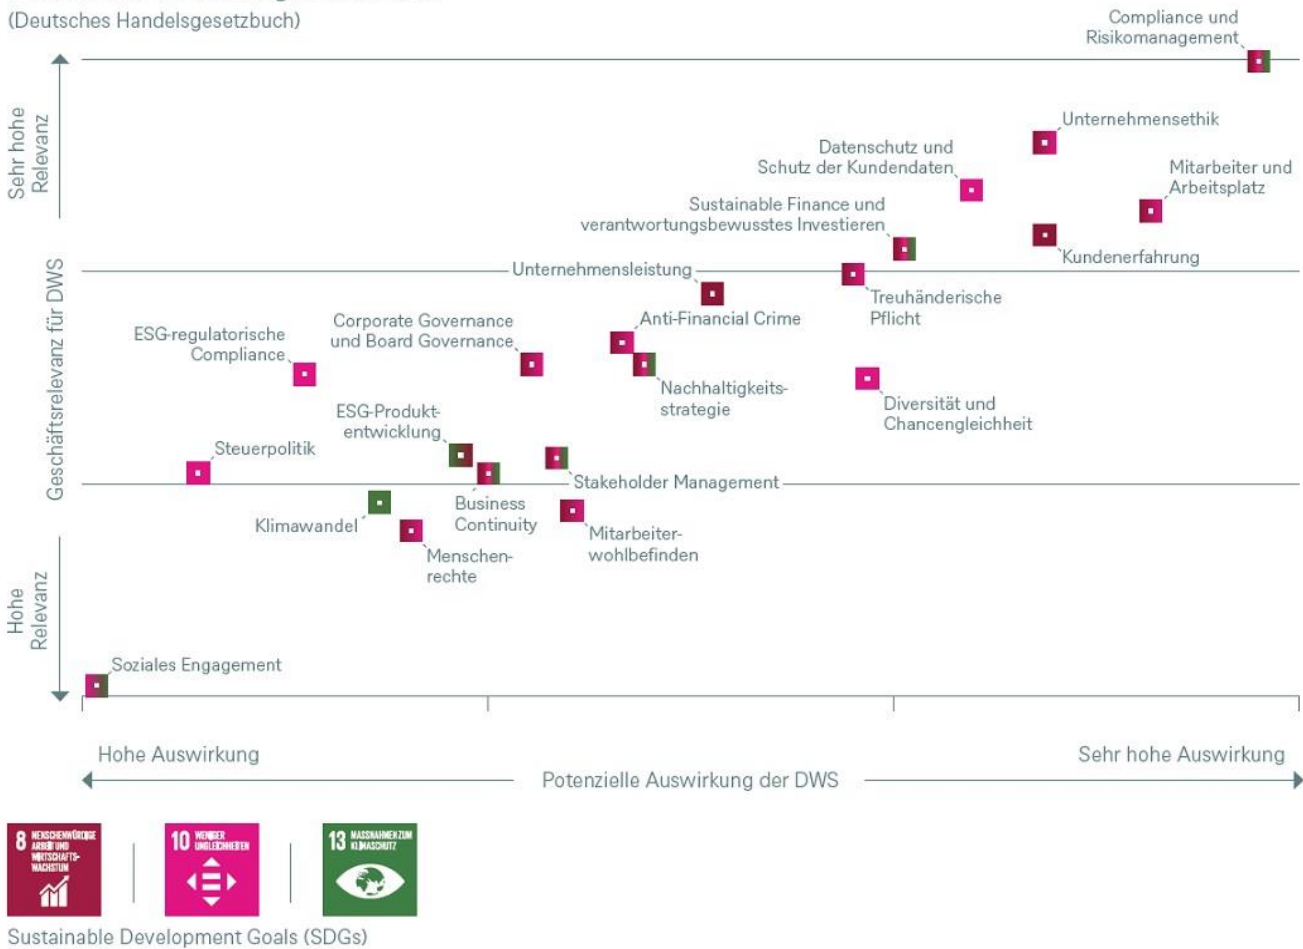 (Deutsches Handelsgesetzbuch)
Compliance und
Risikomanagement
Sehr hohe
Relevanz
Unternehmensethik
Datenschutz und
Schutz der Kundendaten
Mitarbeiter und
Arbeitsplatz
Sustainable Finance und
verantwortungsbewusstes Investieren
Kundenerfahrung
Geschäftsrelevanz für DWS
Unternehmensleistung
Treuhänderische
Pflicht
Corporate Governance
und Board Governance
Anti-Financial Crime
ESG-regulatorische
Compliance
Nachhaltigkeits-
strategie
Diversität und
Chancengleichheit
ESG-Produkt-
entwicklung
Steuerpolitik
Stakeholder Management
Business
Continuity
Klimawandel
Mitarbeiter-
wohlbefinden
Menschen-
rechte
Hohe
Relevanz
Soziales Engagement
Hohe Auswirkung
Sehr hohe Auswirkung
Potenzielle Auswirkung der DWS
8 MENSCHENWÜRDIGE
ARBEIT UND
WIRTSCHAFTS-
WACHSTUM
10 WENIGER
UNGLEICHHEITEN
13 MASSNAHMEN ZUM
KLIMASCHUTZ
Sustainable Development Goals (SDGs)